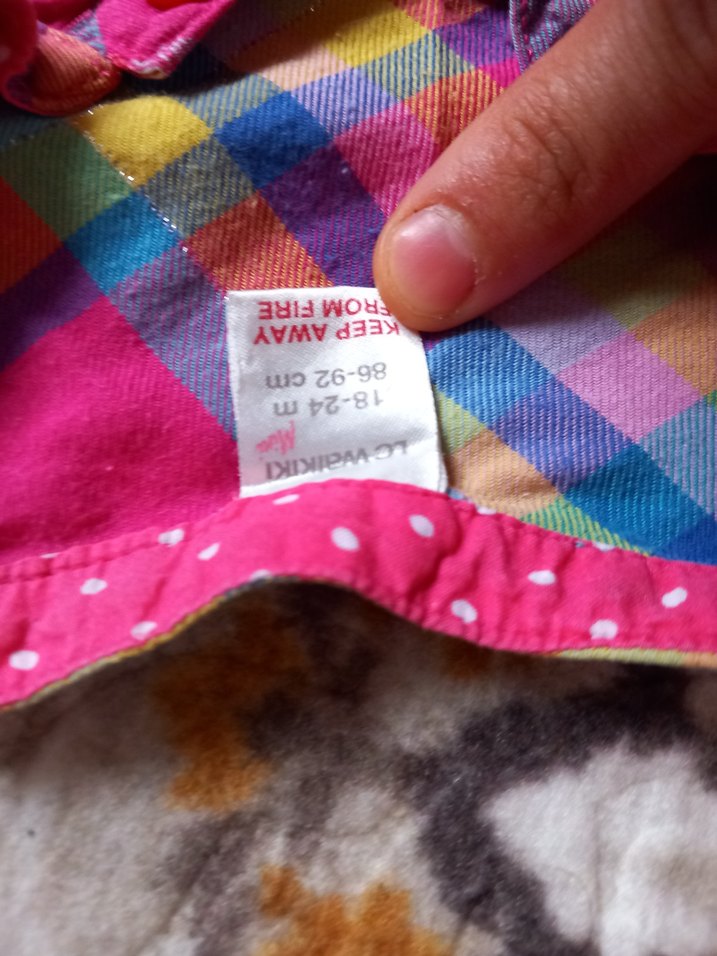 LC WAIKIKI
Mini
18-24 m
86-92 cm
KEEP AWAY
FROM FIRE